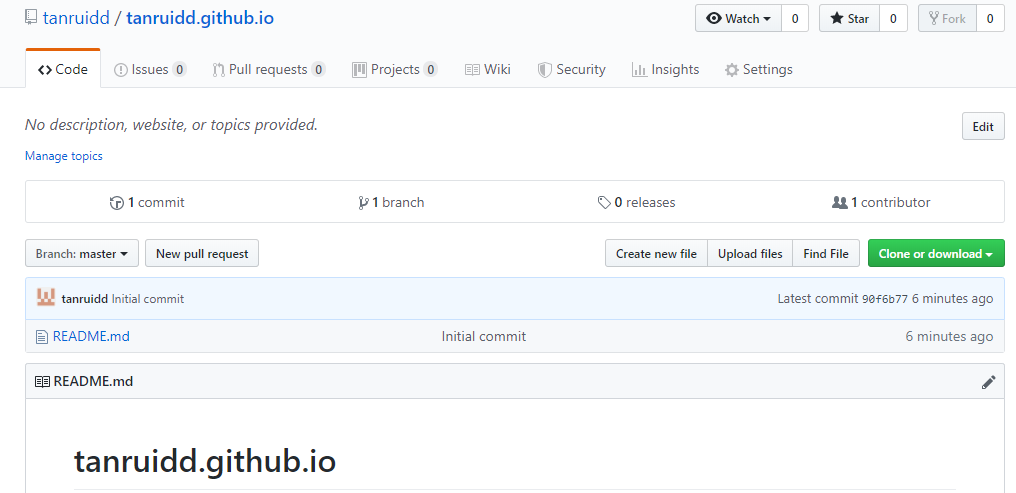 tanruidd / tanruidd.github.io Watch 0 Star 0 Fork 0
Code Issues 0 Pull requests 0 Projects 0 Wiki Security Insights Settings
No description, website, or topics provided. Edit
Manage topics
1 commit 1 branch 0 releases 1 contributor
Branch: master New pull request Create new file Upload files Find File Clone or download
tanruidd Initial commit Latest commit 90f6b77 6 minutes ago
README.md Initial commit 6 minutes ago
README.md
tanruidd.github.io